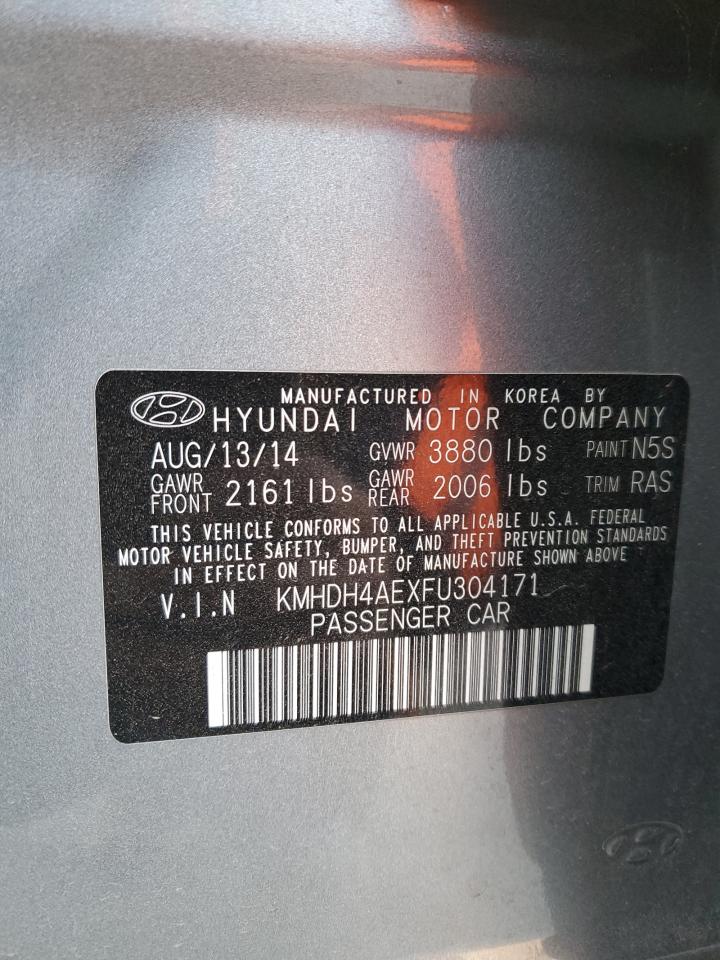 MANUFACTURED IN KOREA BY
HYUNDAI MOTOR COMPANY
AUG/13/14 GVWR 3880 lbs PAINT N5S
GAWR FRONT 2161 lbs GAWR REAR 2006 lbs TRIM RAS
THIS VEHICLE CONFORMS TO ALL APPLICABLE U.S.A. FEDERAL
MOTOR VEHICLE SAFETY, BUMPER, AND THEFT PREVENTION STANDARDS
IN EFFECT ON THE DATE OF MANUFACTURE SHOWN ABOVE
V.I.N KMHDH4AEXFU304171
PASSENGER CAR